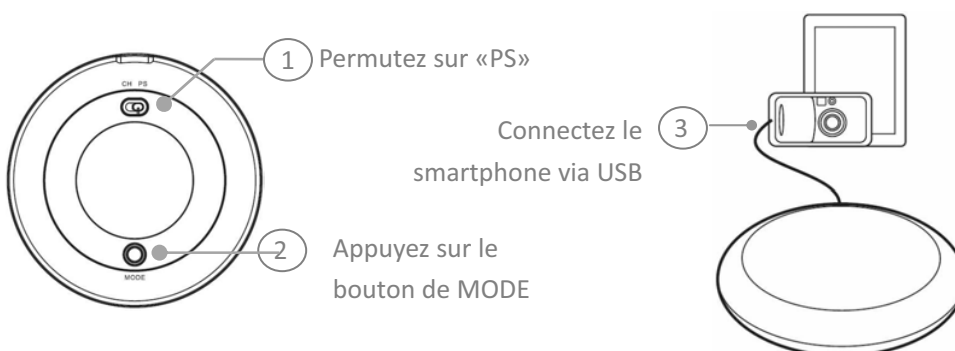 1 Permutez sur «PS»
CH PS
3
Connectez le
smartphone via USB
2
Appuyez sur le
bouton de MODE
MODE